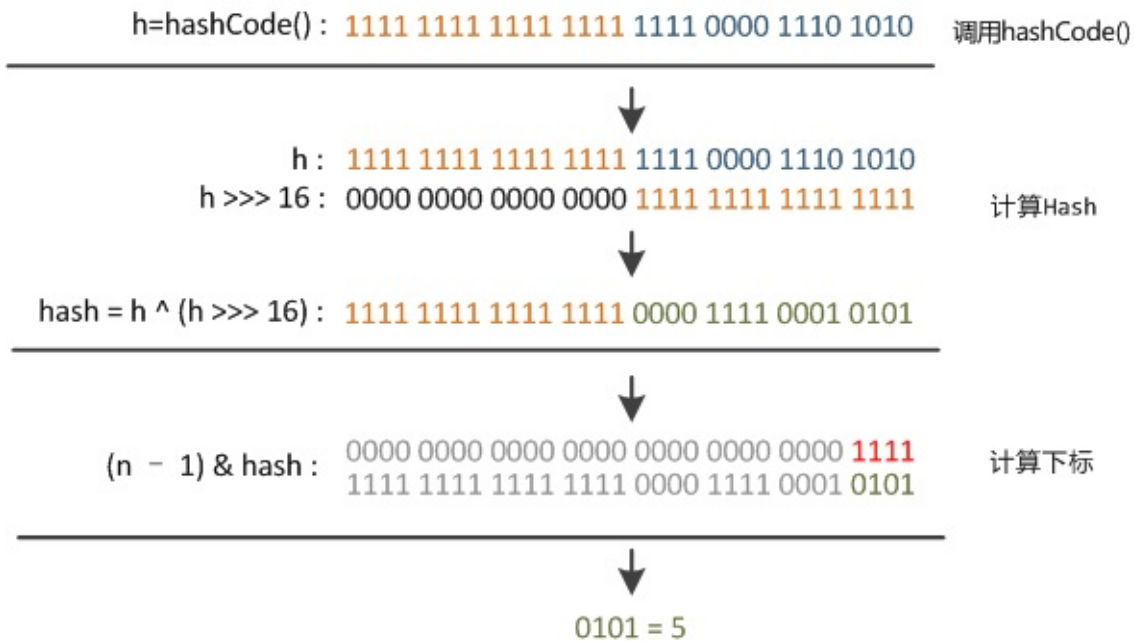 h=hashCode() : 1111 1111 1111 1111 1111 0000 1110 1010 调用hashCode()
h : 1111 1111 1111 1111 1111 0000 1110 1010
h >>> 16 : 0000 0000 0000 0000 1111 1111 1111 1111
计算Hash
hash = h ^ (h >>> 16) : 1111 1111 1111 1111 0000 1111 0001 0101
0000 0000 0000 0000 0000 0000 0000 1111
(n - 1) & hash : 计算下标
1111 1111 1111 1111 0000 1111 0001 0101
0101 = 5